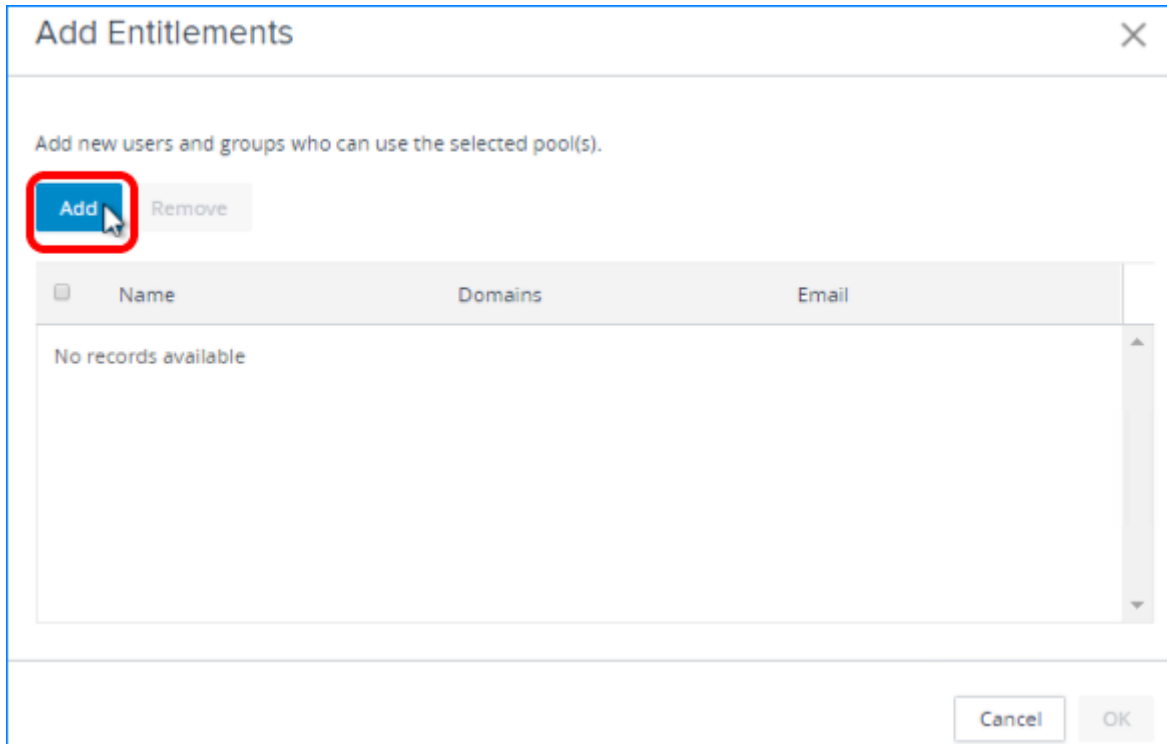 Add Entitlements
Add new users and groups who can use the selected pool(s).
Add Remove
Name Domains Email
No records available
Cancel OK